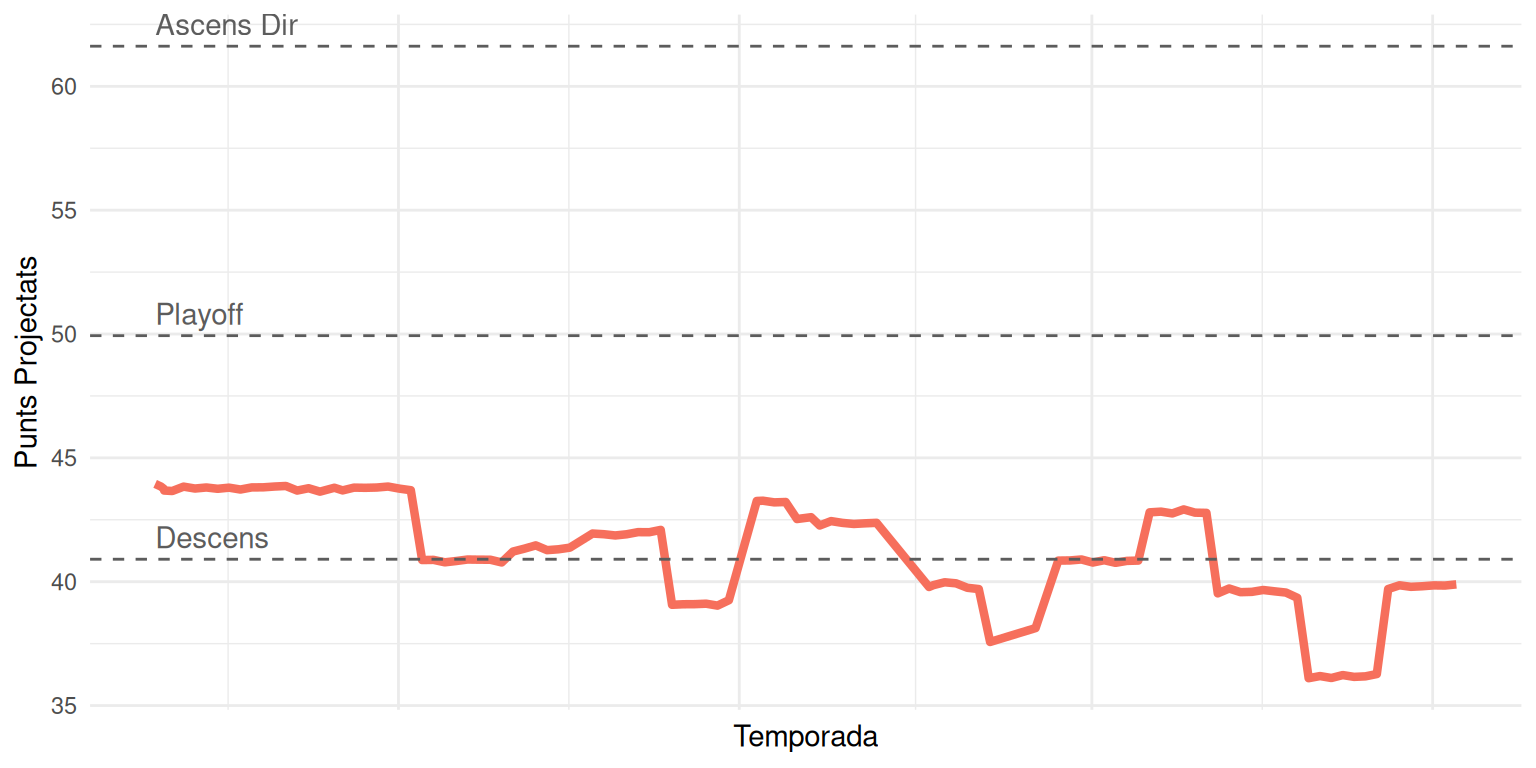 Ascens Dir
60
55
Playoff
50
45
Descens
40
35
Punts Projectats
Temporada